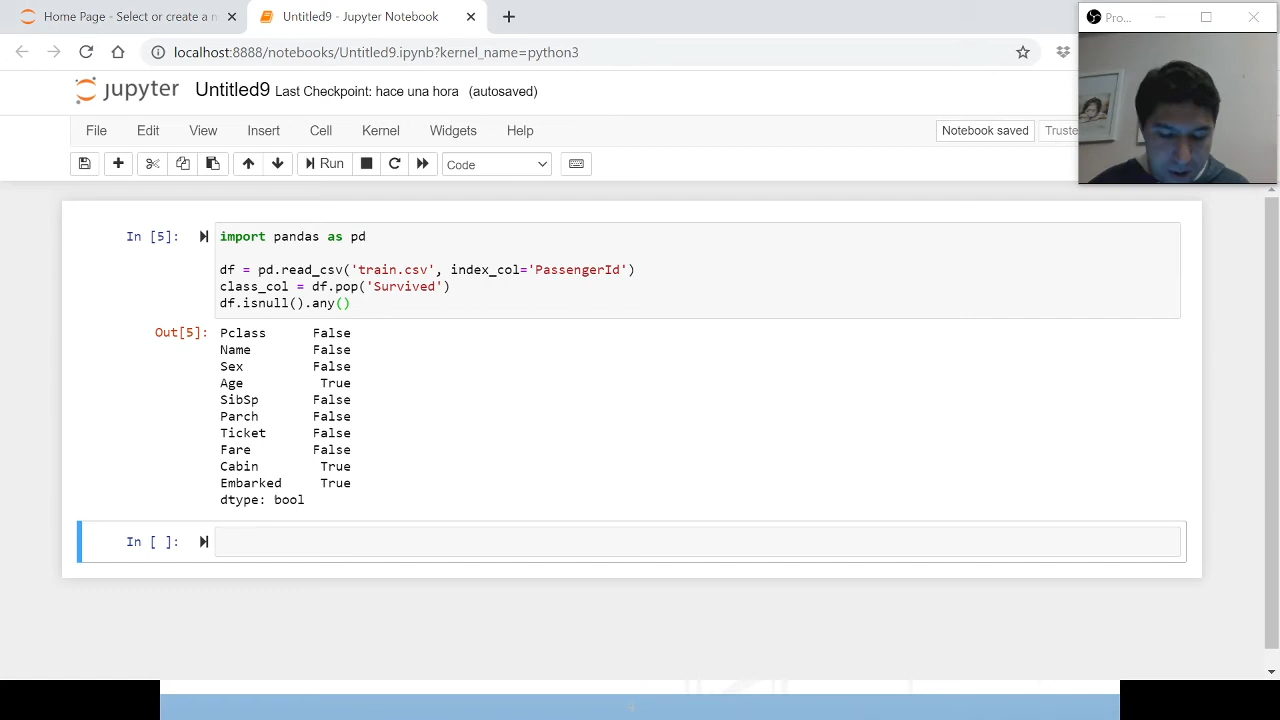 Home Page - Select or create a n
Untitled9 - Jupyter Notebook
Pro...
localhost:8888/notebooks/Untitled9.ipynb?kernel_name=python3
jupyter Untitled9 Last Checkpoint: hace una hora (autosaved)
File Edit View Insert Cell Kernel Widgets Help
Notebook saved
Truste
Run
Code
In [5]:
import pandas as pd
df = pd.read_csv('train.csv', index_col='PassengerId')
class_col = df.pop('Survived')
df.isnull().any()
Out[5]:
Pclass False
Name False
Sex False
Age True
SibSp False
Parch False
Ticket False
Fare False
Cabin True
Embarked True
dtype: bool
In [ ]: